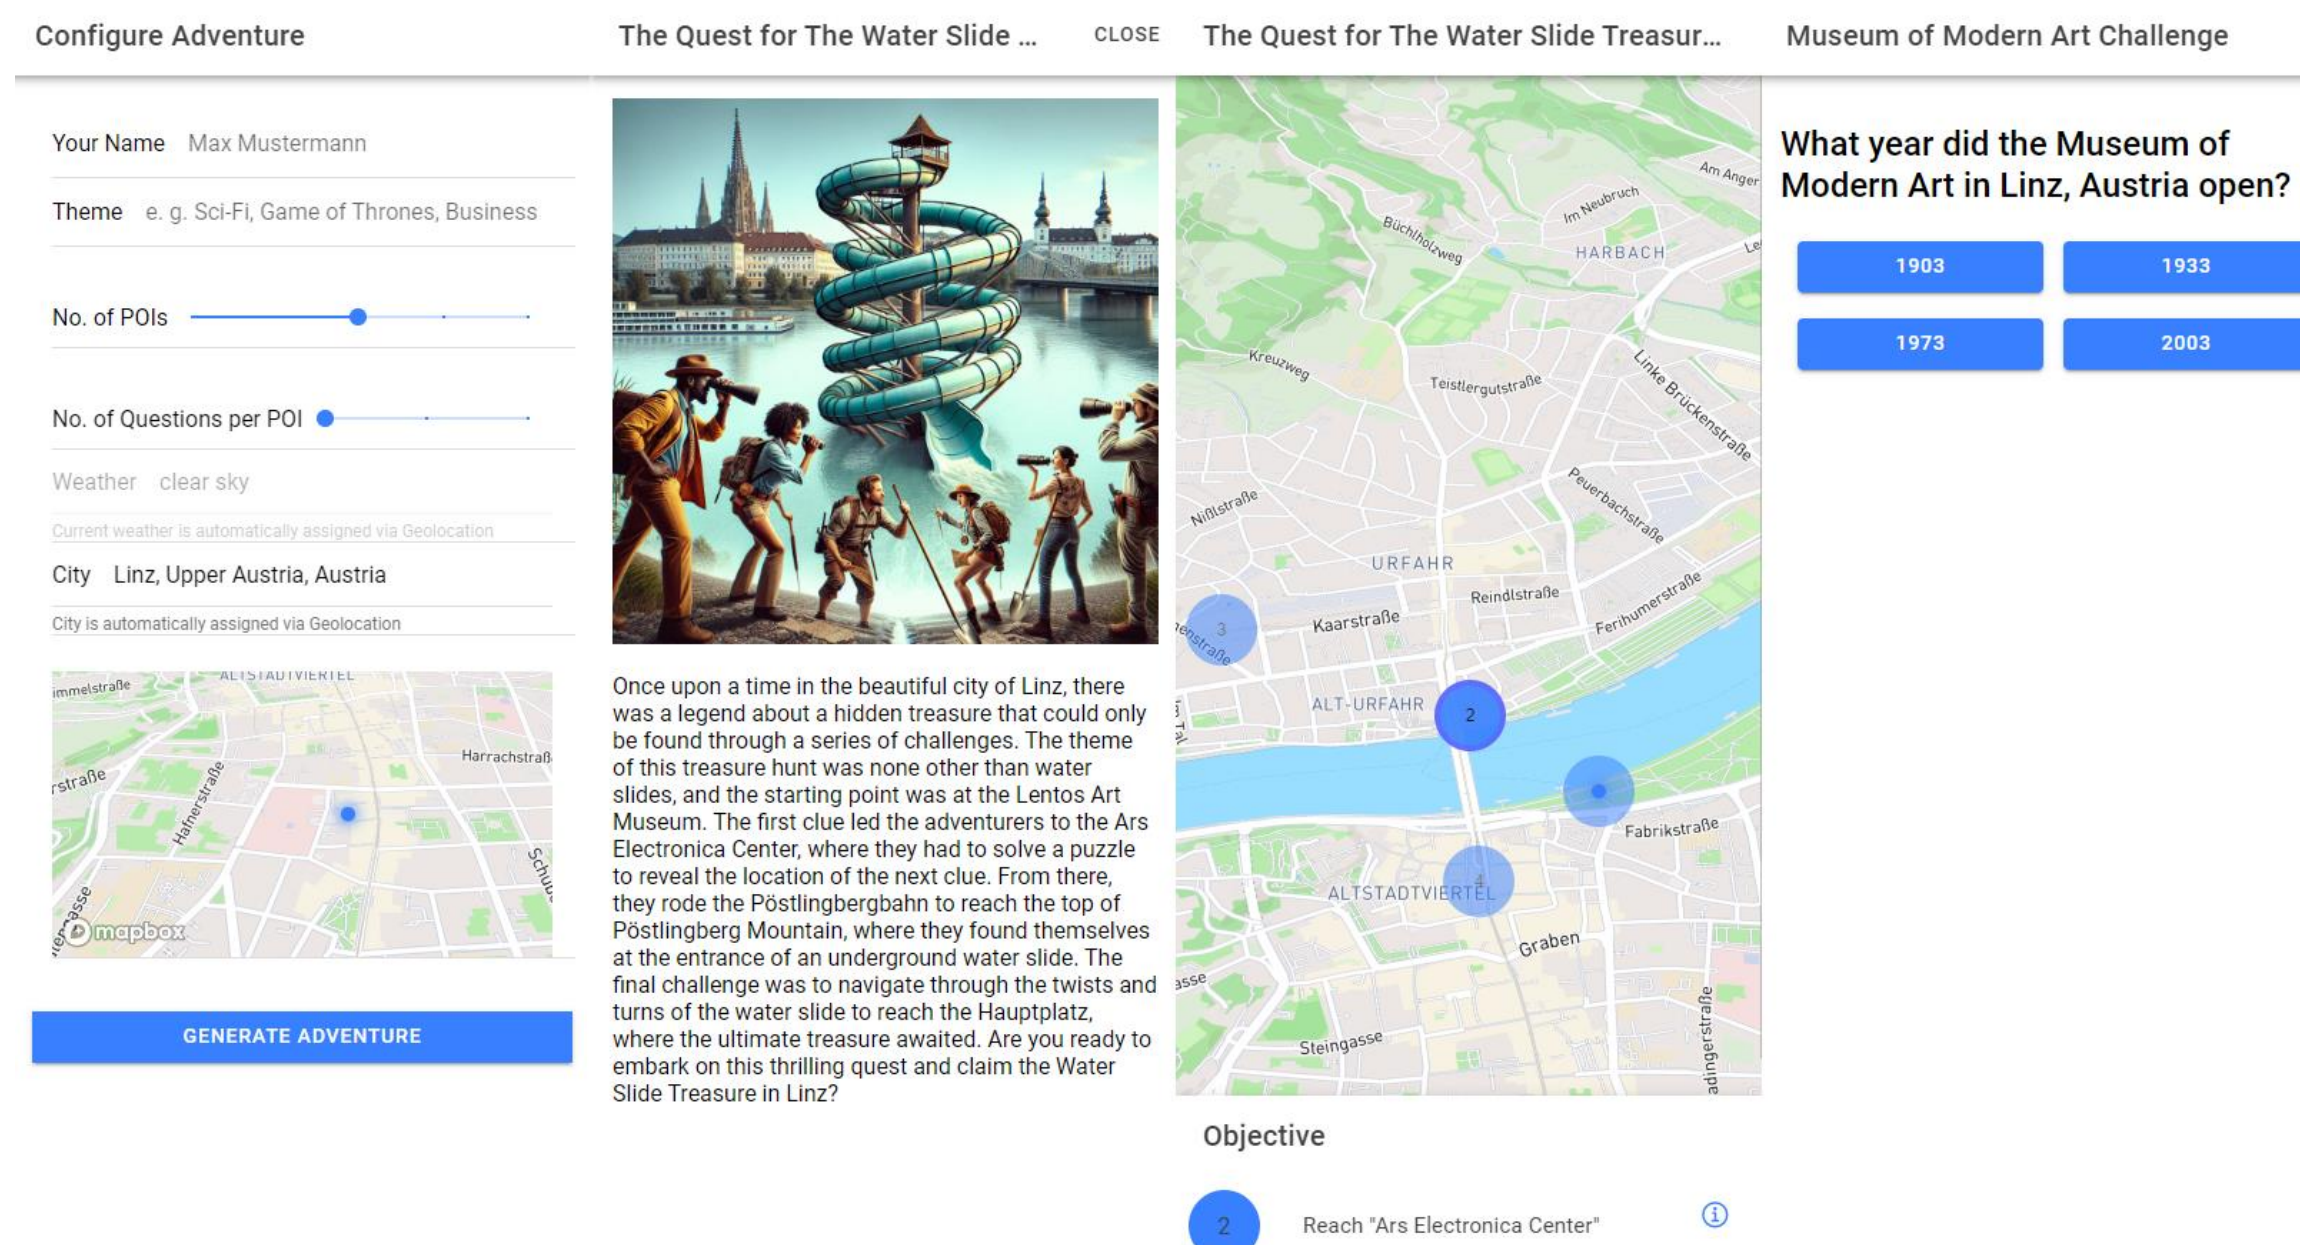 Configure Adventure
Your Name Max Mustermann
Theme e. g. Sci-Fi, Game of Thrones, Business
No. of POIs
No. of Questions per POI
Weather clear sky
Current weather is automatically assigned via Geolocation
City Linz, Upper Austria, Austria
City is automatically assigned via Geolocation
ALTSTADTVIERTEL
immelstraße
Harrachstraß
rstraße
Hafnerstraße
mapbox
GENERATE ADVENTURE
The Quest for The Water Slide ...
CLOSE
Once upon a time in the beautiful city of Linz, there
was a legend about a hidden treasure that could only
be found through a series of challenges. The theme
of this treasure hunt was none other than water
slides, and the starting point was at the Lentos Art
Museum. The first clue led the adventurers to the Ars
Electronica Center, where they had to solve a puzzle
to reveal the location of the next clue. From there,
they rode the Pöstlingbergbahn to reach the top of
Pöstlingberg Mountain, where they found themselves
at the entrance of an underground water slide. The
final challenge was to navigate through the twists and
turns of the water slide to reach the Hauptplatz,
where the ultimate treasure awaited. Are you ready to
embark on this thrilling quest and claim the Water
Slide Treasure in Linz?
The Quest for The Water Slide Treasur...
Am Anger
Im Neubruch
Büchlholzweg
HARBACH
Le
Kreuzweg
Teistlergutstraße
Linke Brückenstraße
Peuerbachstraße
Nißlstraße
URFAHR
Reindlstraße
Ferihumerstraße
Kaarstraße
3
enstraße
ALT-URFAHR
2
Fabrikstraße
4
ALTSTADTVIERTEL
Graben
asse
Steingasse
adingerstraße
Objective
2
Reach "Ars Electronica Center"
Museum of Modern Art Challenge
What year did the Museum of
Modern Art in Linz, Austria open?
1903
1933
1973
2003